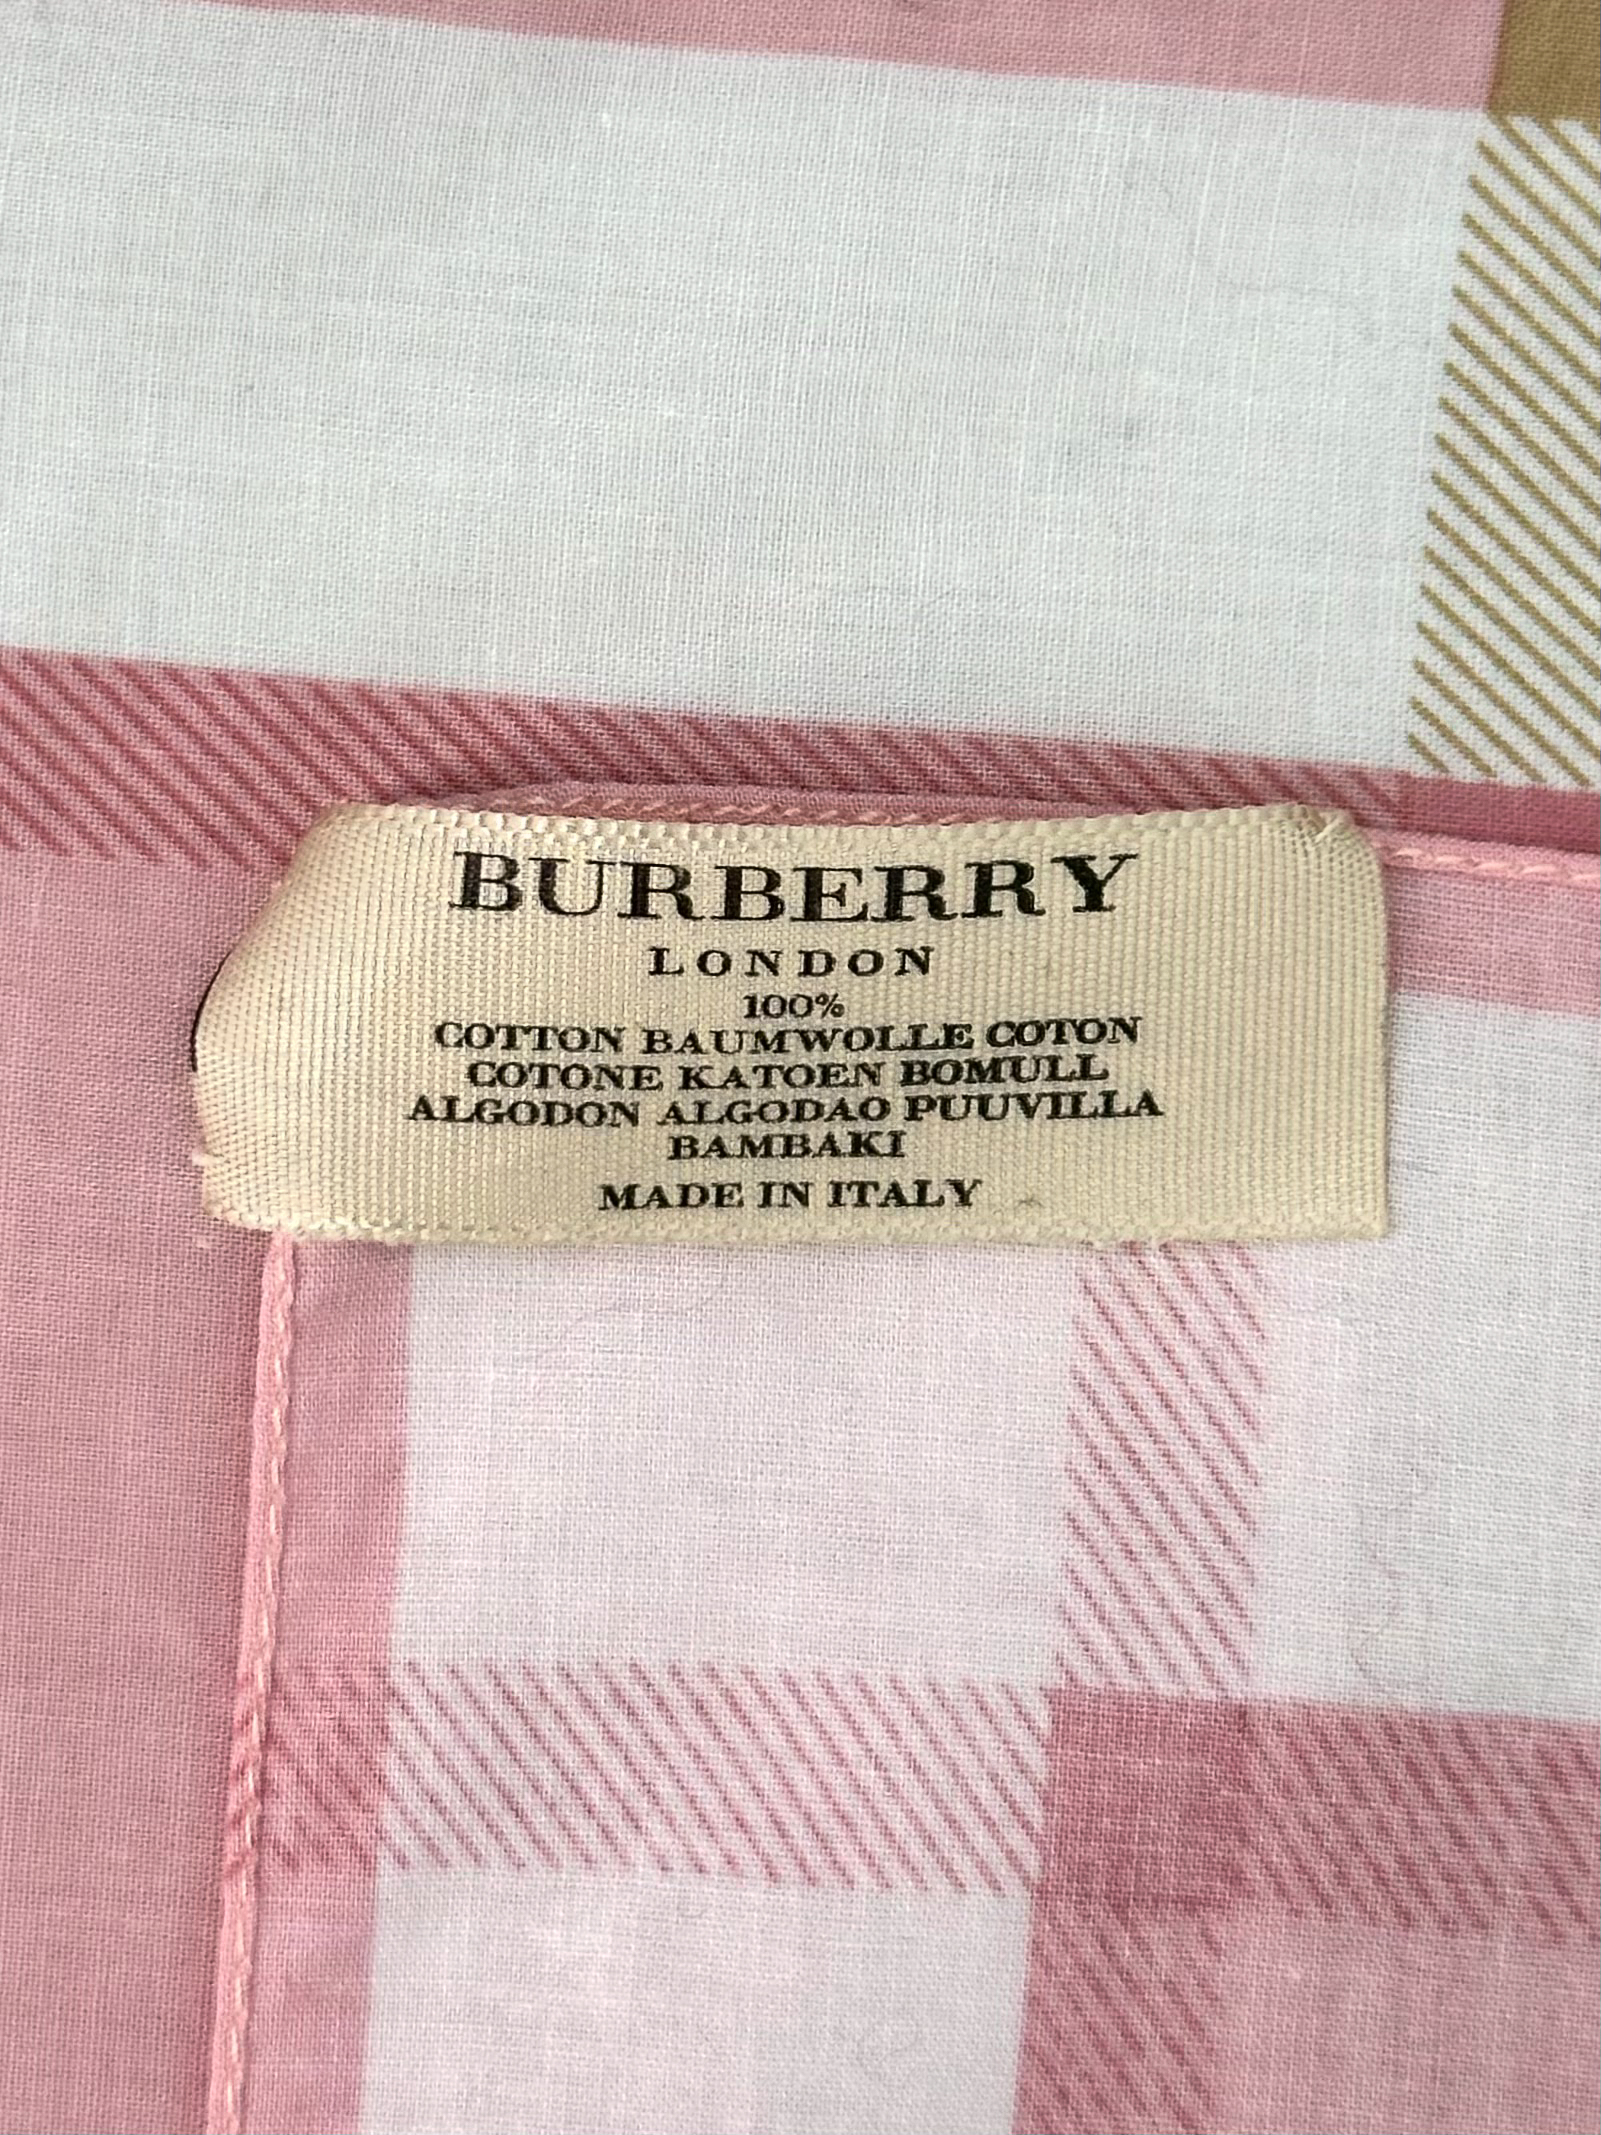 BURBERRY
LONDON
100%
COTTON BAUMWOLLE COTON
COTONE KATOEN BOMULL
ALGODON ALGODAO PUUVILLA
BAMBAKI
MADE IN ITALY